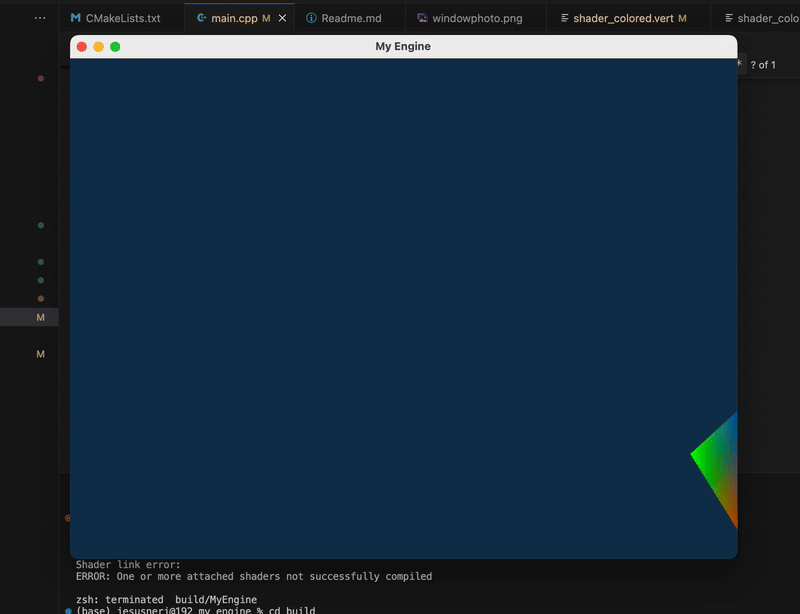 ... M CMakeLists.txt main.cpp M Readme.md windowphoto.png shader_colored.vert M shader_colo
My Engine
? of 1
M
M
Shader link error:
ERROR: One or more attached shaders not successfully compiled
zsh: terminated build/MyEngine
(base) jesusneri@192 my_engine % cd build